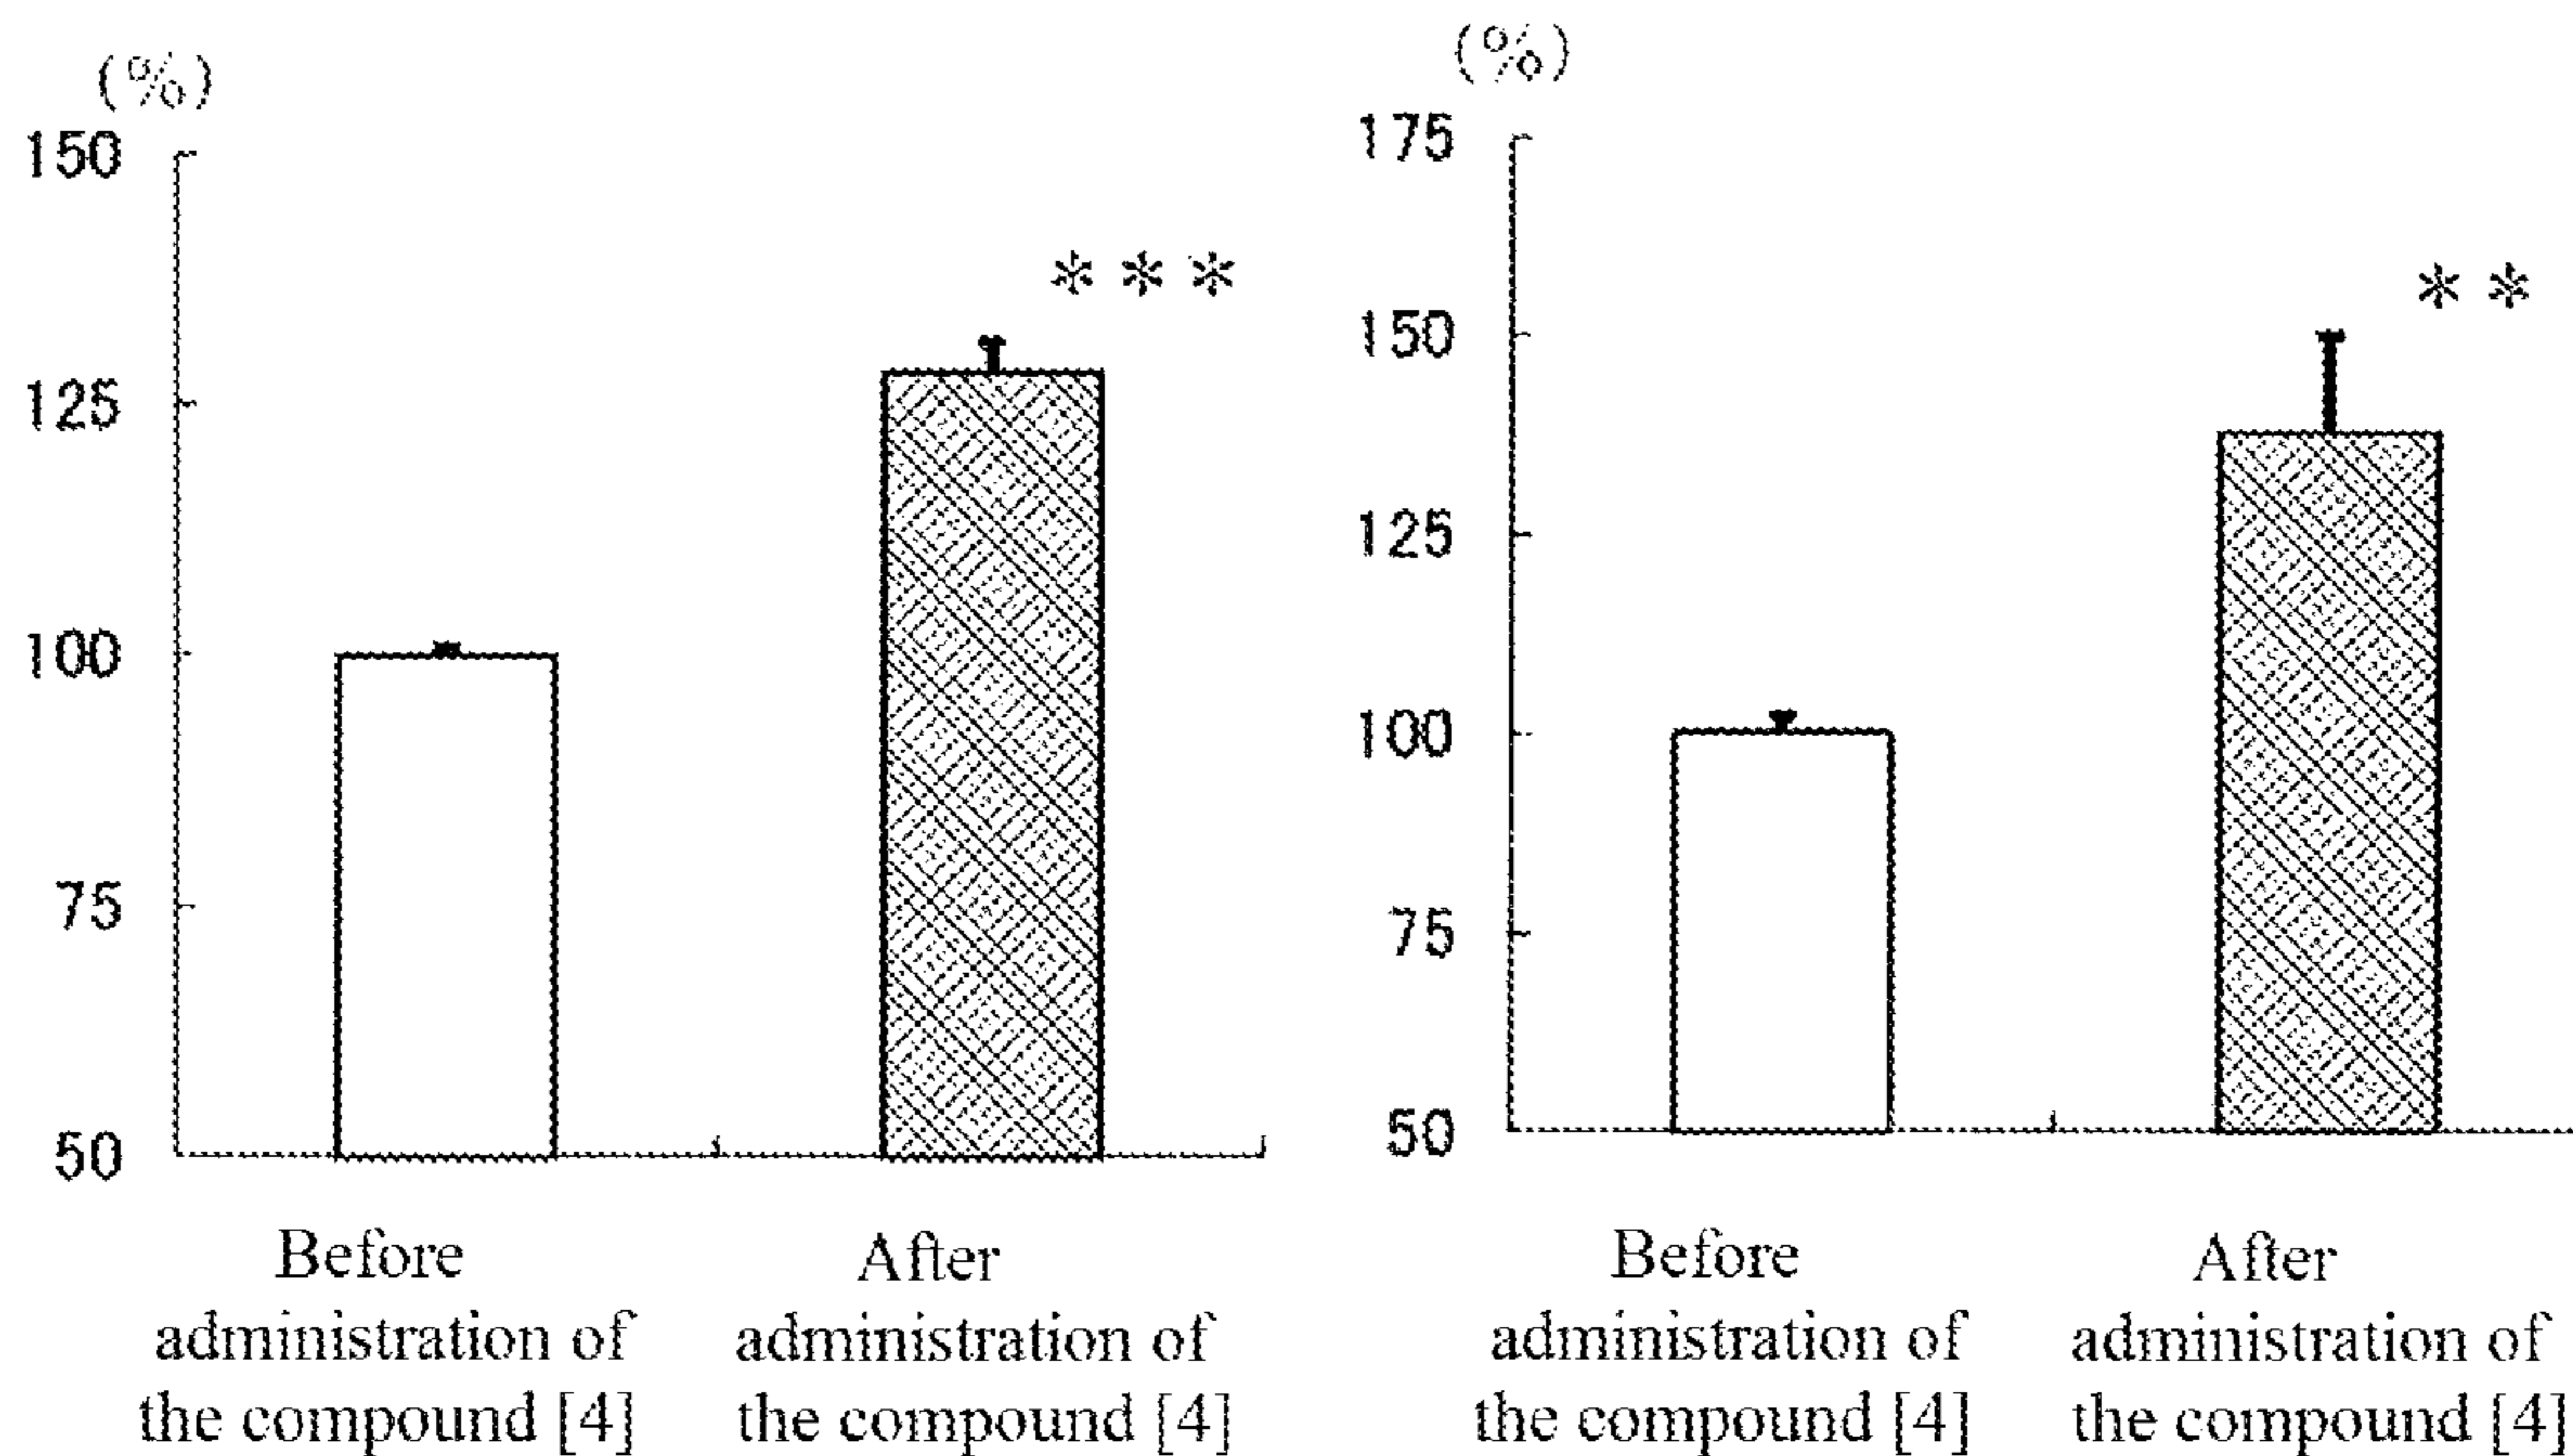 (%)
150
125
100
75
50
***
Before
administration of
the compound [4]
After
administration of
the compound [4]
(%)
175
150
125
100
75
50
**
Before
administration of
the compound [4]
After
administration of
the compound [4]